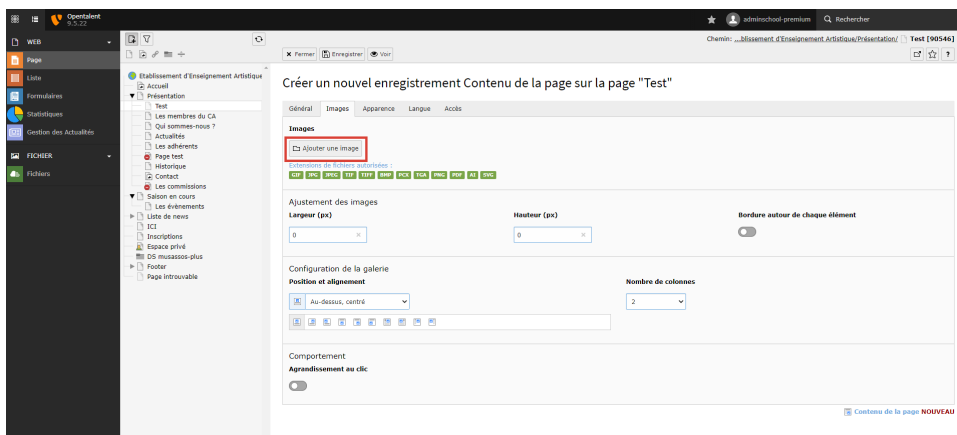 Opentalent
9.5.22
adminschool-premium
Rechercher
WEB
Page
Liste
Formulaires
Statistiques
Gestion des Actualités
FICHIER
Fichiers
Etablissement d'Enseignement Artistique
Accueil
Présentation
Test
Les membres du CA
Qui sommes-nous ?
Actualités
Les adhérents
Page test
Historique
Contact
Les commissions
Saison en cours
Les évènements
Liste de news
ICI
Inscriptions
Espace privé
DS musassos-plus
Footer
Page introuvable
Chemin: ...blissement d'Enseignement Artistique/Présentation/ Test [90546]
Fermer Enregistrer Voir
?
Créer un nouvel enregistrement Contenu de la page sur la page "Test"
Général Images Apparence Langue Accès
Images
Ajouter une image
Extensions de fichiers autorisées :
GIF JPG JPEG TIF TIFF BMP PCX TGA PNG PDF AI SVG
Ajustement des images
Largeur (px) Hauteur (px) Bordure autour de chaque élément
0 0
Configuration de la galerie
Position et alignement Nombre de colonnes
Au-dessus, centré 2
Comportement
Agrandissement au clic
Contenu de la page NOUVEAU